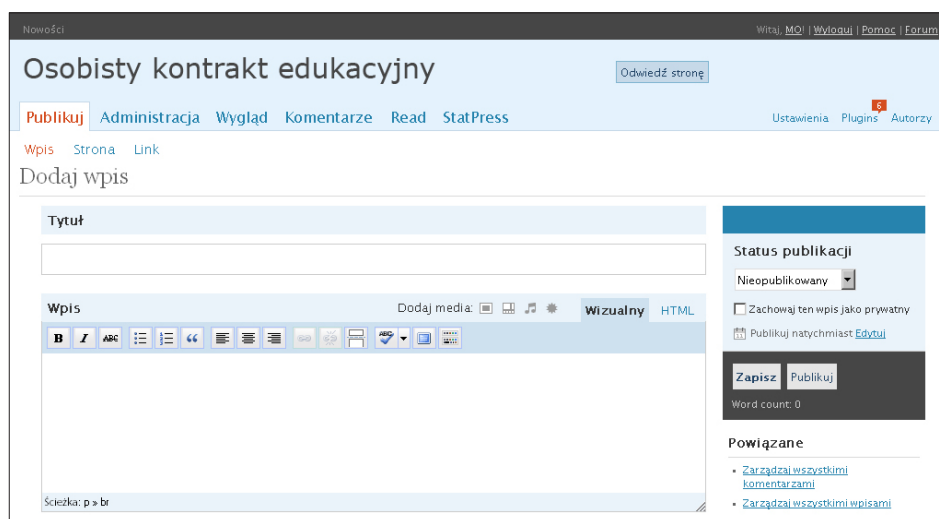 Nowości Witaj, MO! | Wyloguj | Pomoc | Forum
Osobisty kontrakt edukacyjny Odwiedź stronę
Publikuj Administracja Wygląd Komentarze Read StatPress Ustawienia Plugins 6 Autorzy
Wpis Strona Link
Dodaj wpis
Tytuł
Status publikacji
Nieopublikowany
Wpis Dodaj media: Wizualny HTML
Zachowaj ten wpis jako prywatny
B I ABC ABC
Publikuj natychmiast Edytuj
Zapisz Publikuj
Word count: 0
Powiązane
Zarządzaj wszystkimi
komentarzami
Zarządzaj wszystkimi wpisami
Ścieżka: p » br